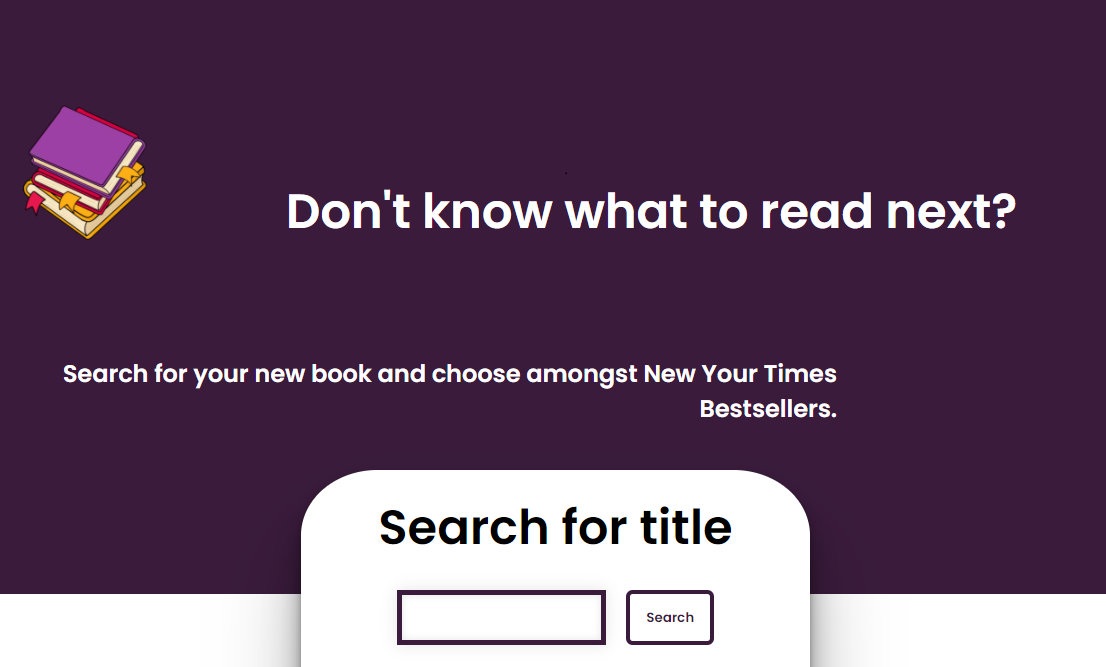 Don't know what to read next?
Search for your new book and choose amongst New Your Times
Bestsellers.
Search for title
Search